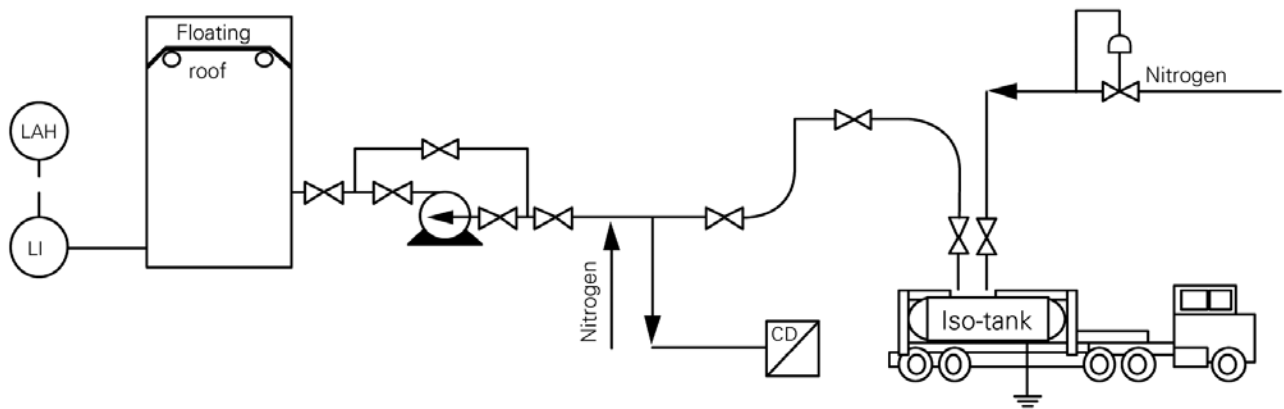 Floating
roof
LAH
LI
Nitrogen
CD
Nitrogen
Iso-tank